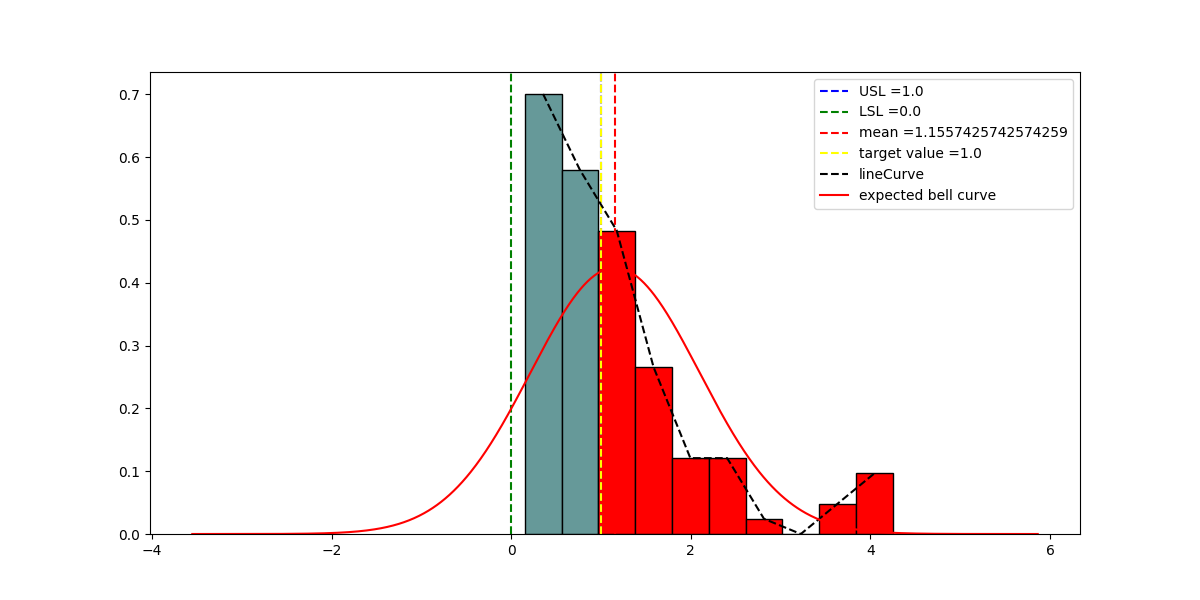 USL =1.0
LSL =0.0
mean =1.1557425742574259
target value =1.0
lineCurve
expected bell curve
0.7
0.6
0.5
0.4
0.3
0.2
0.1
0.0
−4 −2 0 2 4 6